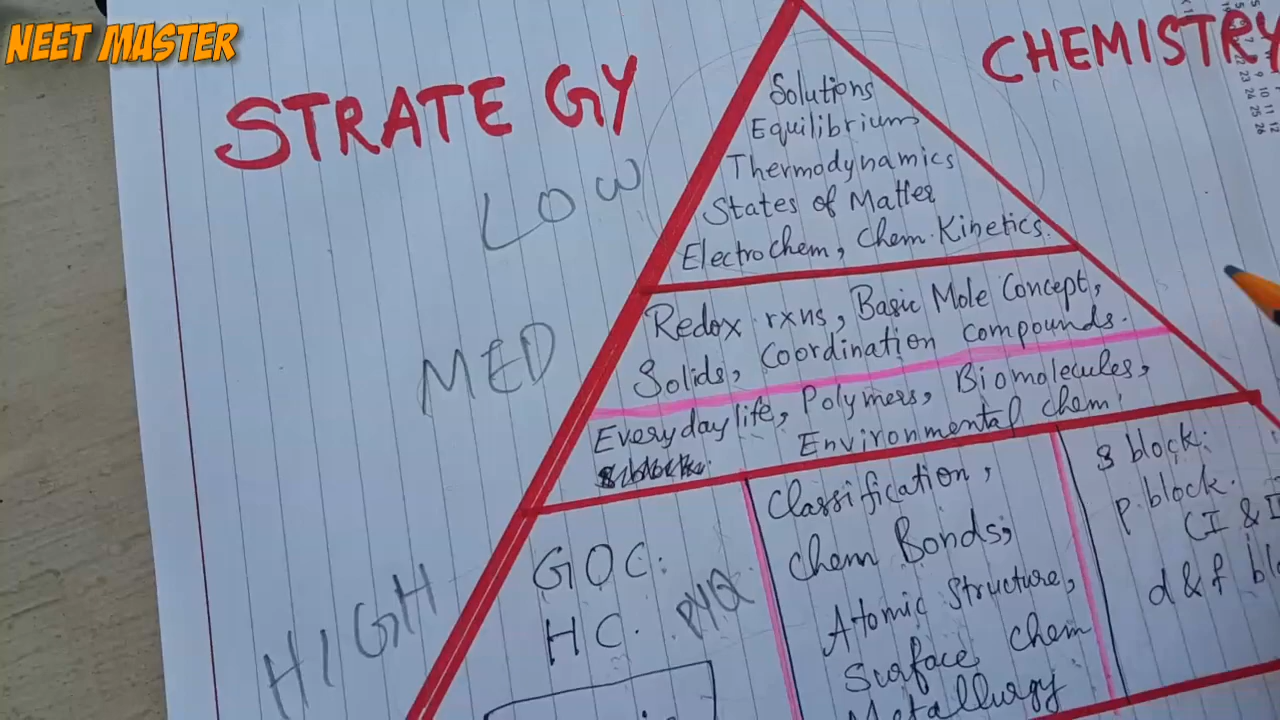 NEET MASTER
STRATEGY
CHEMISTRY
LOW
Solutions
Equilibrium
Thermodynamics
States of Matter
Electrochem, Chem. Kinetics.
MED
Redox rxns, Basic Mole Concept,
Solids, Coordination compounds.
Everyday life, Polymers, Biomolecules,
Environmental chem.
HIGH
GOC:
HC.
PYQ
Classification,
Chem Bonds,
Atomic Structure,
Surface Chem
Metallurgy
S block:
p block.
(I & I
d & f blo